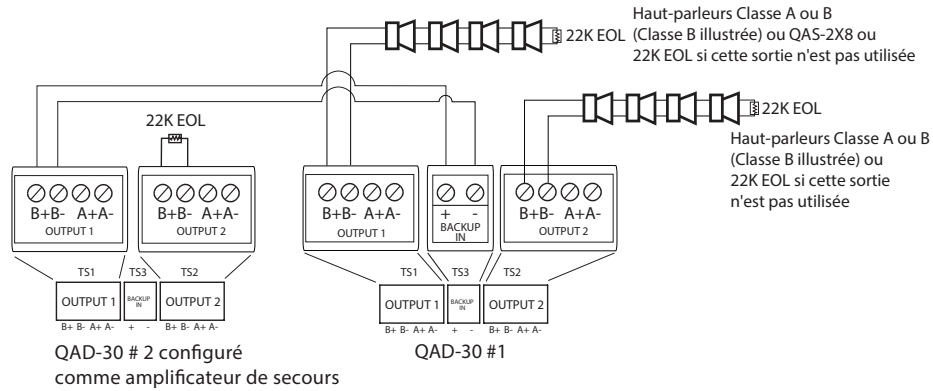 Haut-parleurs Classe A ou B
(Classe B illustrée) ou QAS-2X8 ou
22K EOL si cette sortie n'est pas utilisée
22K EOL
22K EOL
Haut-parleurs Classe A ou B
(Classe B illustrée) ou
22K EOL si cette sortie
n'est pas utilisée
22K EOL
B+B- A+A-
OUTPUT 1
B+B- A+A-
OUTPUT 2
B+B- A+A-
OUTPUT 1
+ -
BACKUP
IN
B+B- A+A-
OUTPUT 2
TS1 TS3 TS2
OUTPUT 1
BACKUP
IN
OUTPUT 2
B+ B- A+ A- + - B+ B- A+ A-
TS1 TS3 TS2
OUTPUT 1
BACKUP
IN
OUTPUT 2
B+ B- A+ A- + - B+ B- A+ A-
QAD-30 # 2 configuré
comme amplificateur de secours
QAD-30 #1